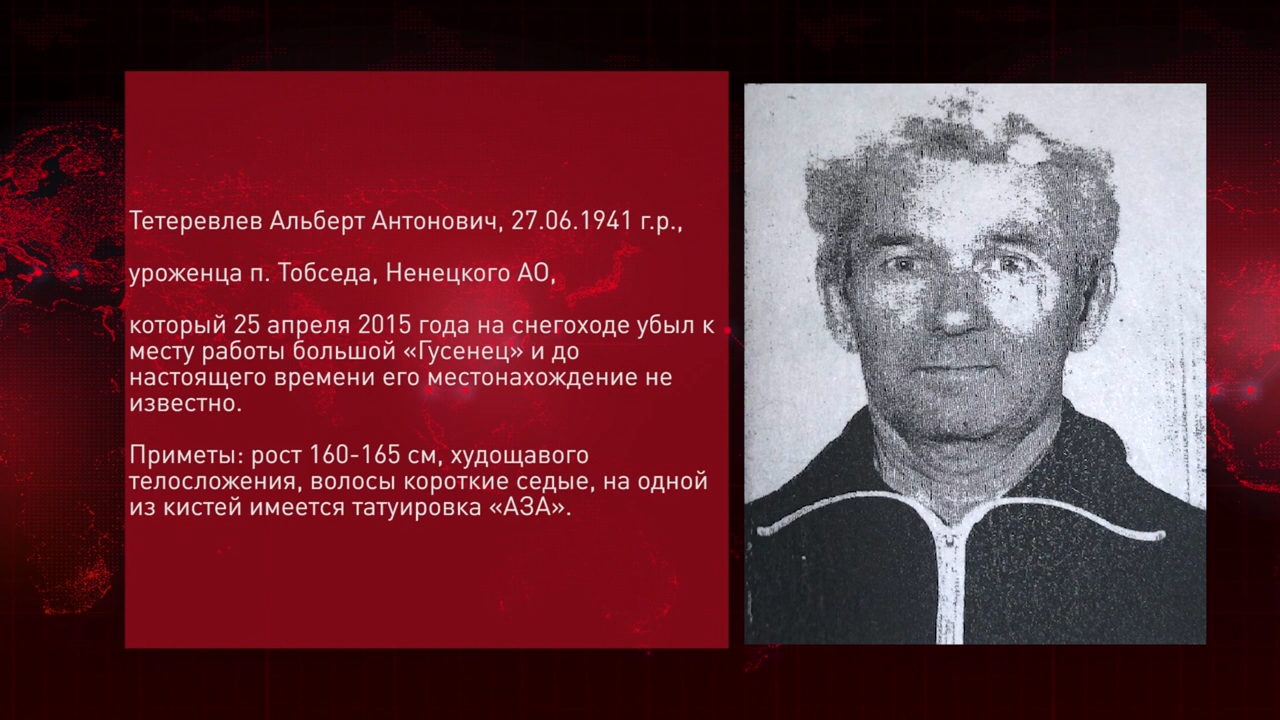 Тетеревлев Альберт Антонович, 27.06.1941 г.р.,
уроженца п. Тобседа, Ненецкого АО,
который 25 апреля 2015 года на снегоходе убыл к
месту работы большой «Гусенец» и до
настоящего времени его местонахождение не
известно.
Приметы: рост 160-165 см, худощавого
телосложения, волосы короткие седые, на одной
из кистей имеется татуировка «АЗА».